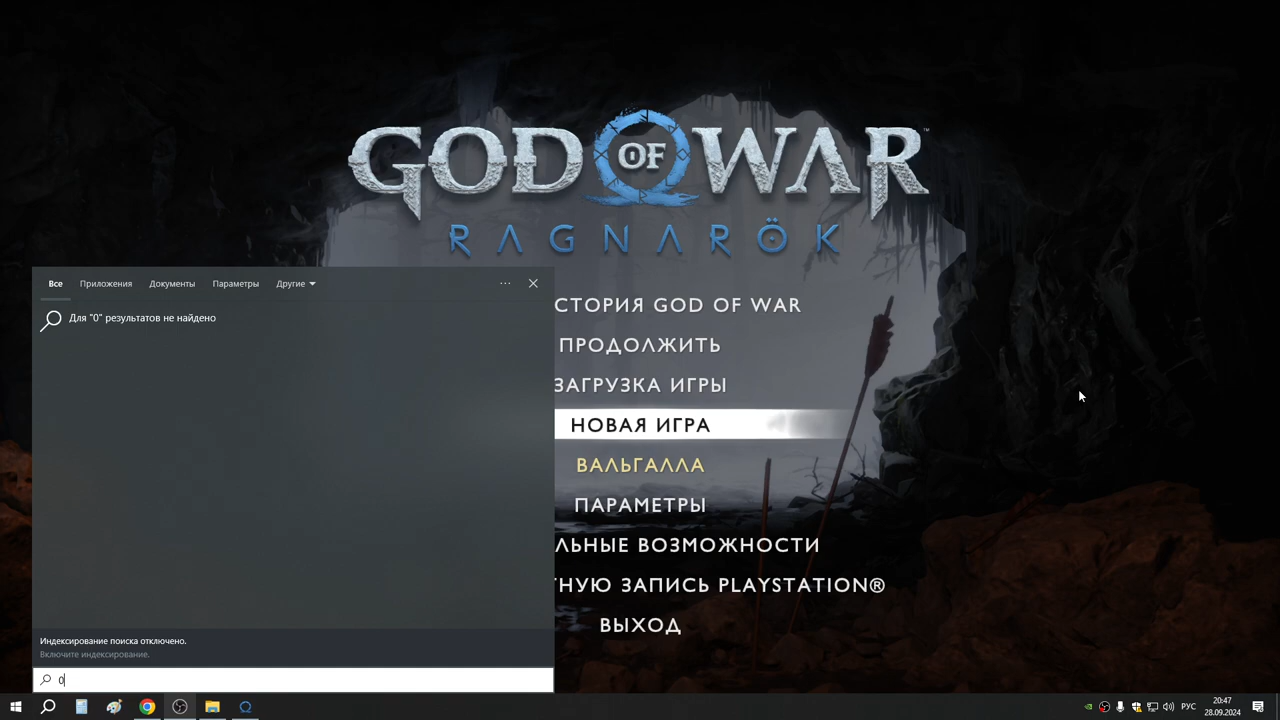 GOD OF WAR™
RAGNARÖK
Все Приложения Документы Параметры Другие
Для "0" результатов не найдено
СТОРИЯ GOD OF WAR
ПРОДОЛЖИТЬ
ЗАГРУЗКА ИГРЫ
НОВАЯ ИГРА
ВАЛЬГАЛЛА
ПАРАМЕТРЫ
ЛЬНЫЕ ВОЗМОЖНОСТИ
ТНУЮ ЗАПИСЬ PLAYSTATION®
ВЫХОД
Индексирование поиска отключено.
Включите индексирование.
0
РУС
20:47
28.09.2024